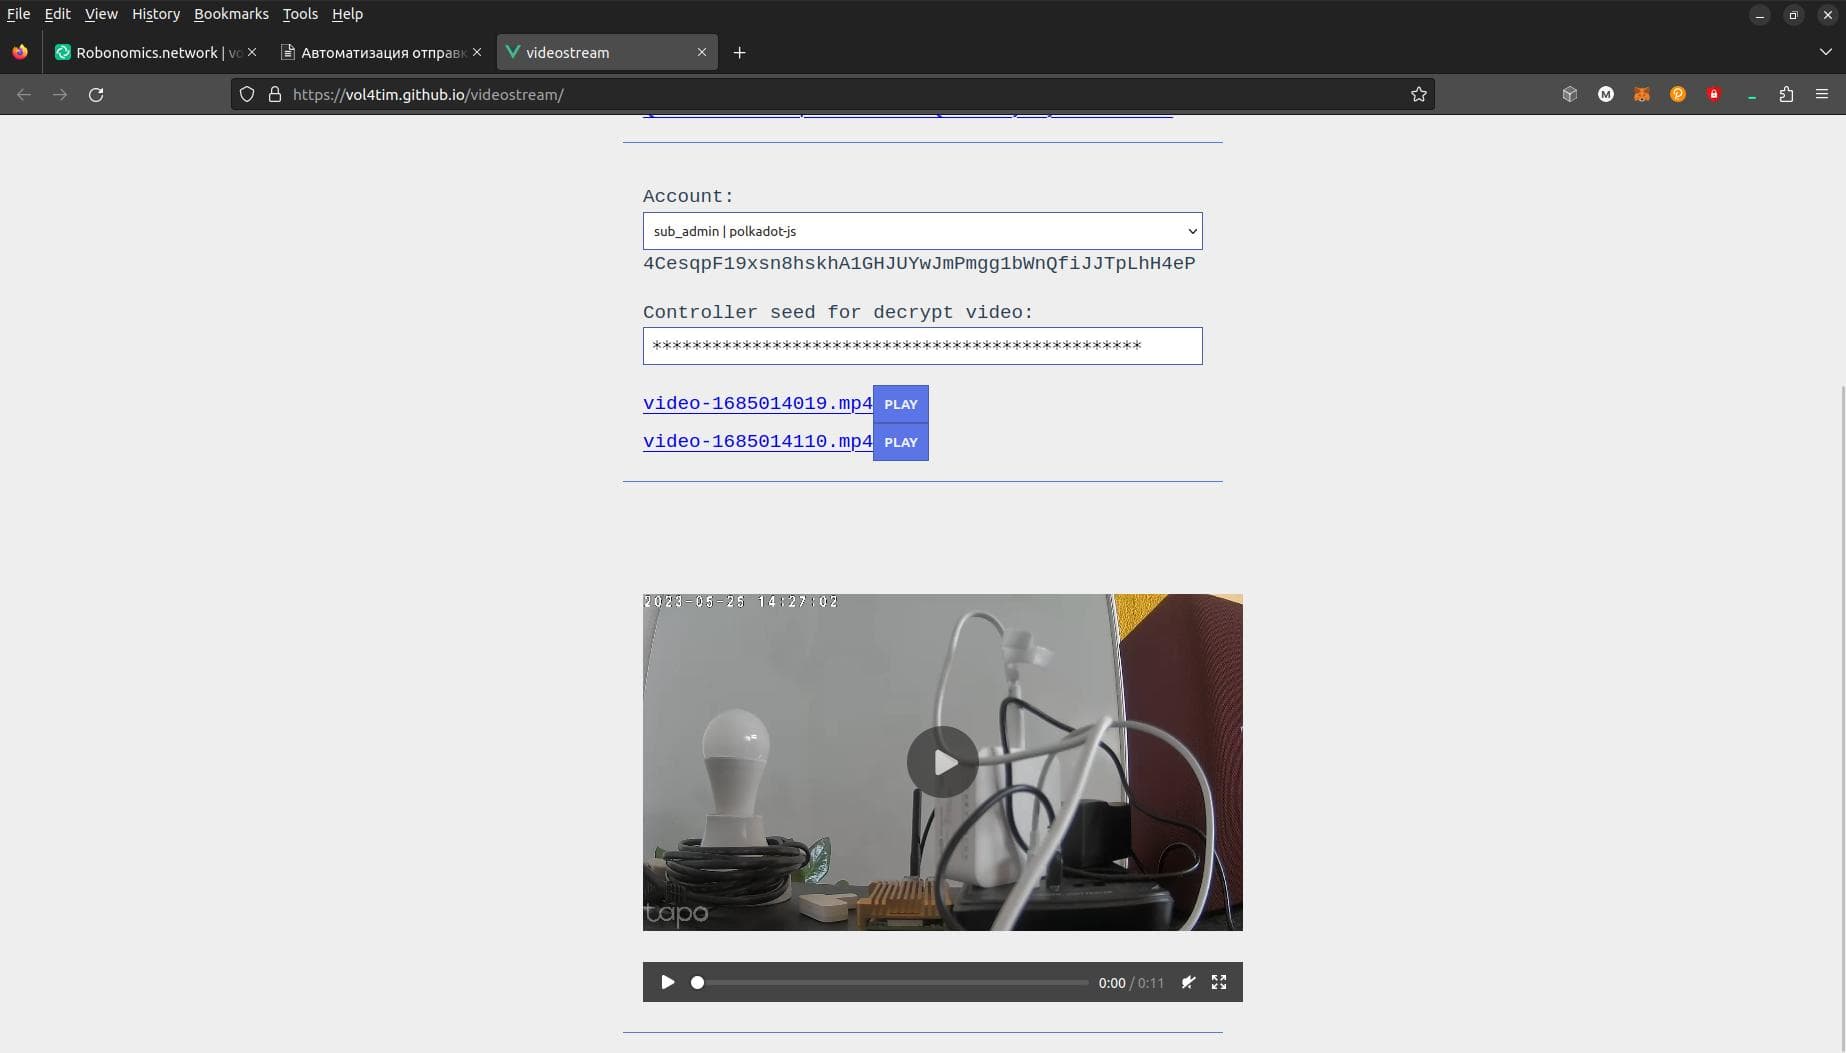 File Edit View History Bookmarks Tools Help
Robonomics.network | vo
Автоматизация отправк
videostream
https://vol4tim.github.io/videostream/
Account:
sub_admin | polkadot-js
4CesqpF19xsn8hskhA1GHJUYwJmPmgg1bWnQfiJJTpLhH4eP
Controller seed for decrypt video:
*************************************************
video-1685014019.mp4 PLAY
video-1685014110.mp4 PLAY
2023-05-25 14:27:02
tapo
0:00 / 0:11